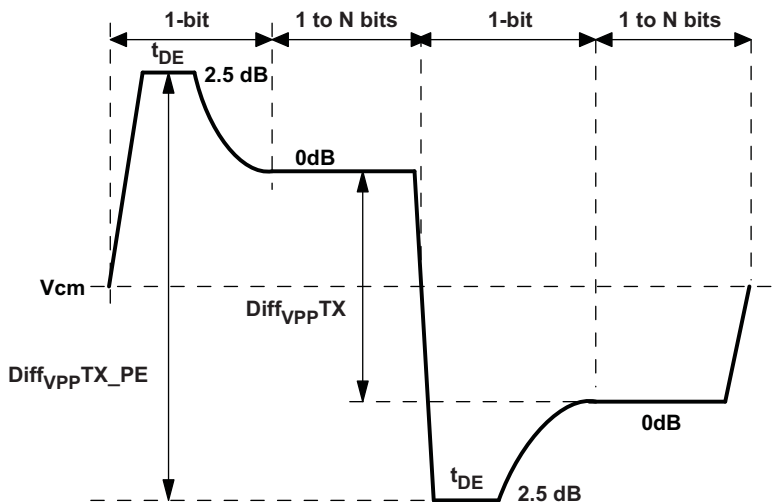 1-bit
1 to N bits
1-bit
1 to N bits
tDE
2.5 dB
0dB
Vcm
DiffVPPTX
DiffVPPTX_PE
0dB
tDE
2.5 dB